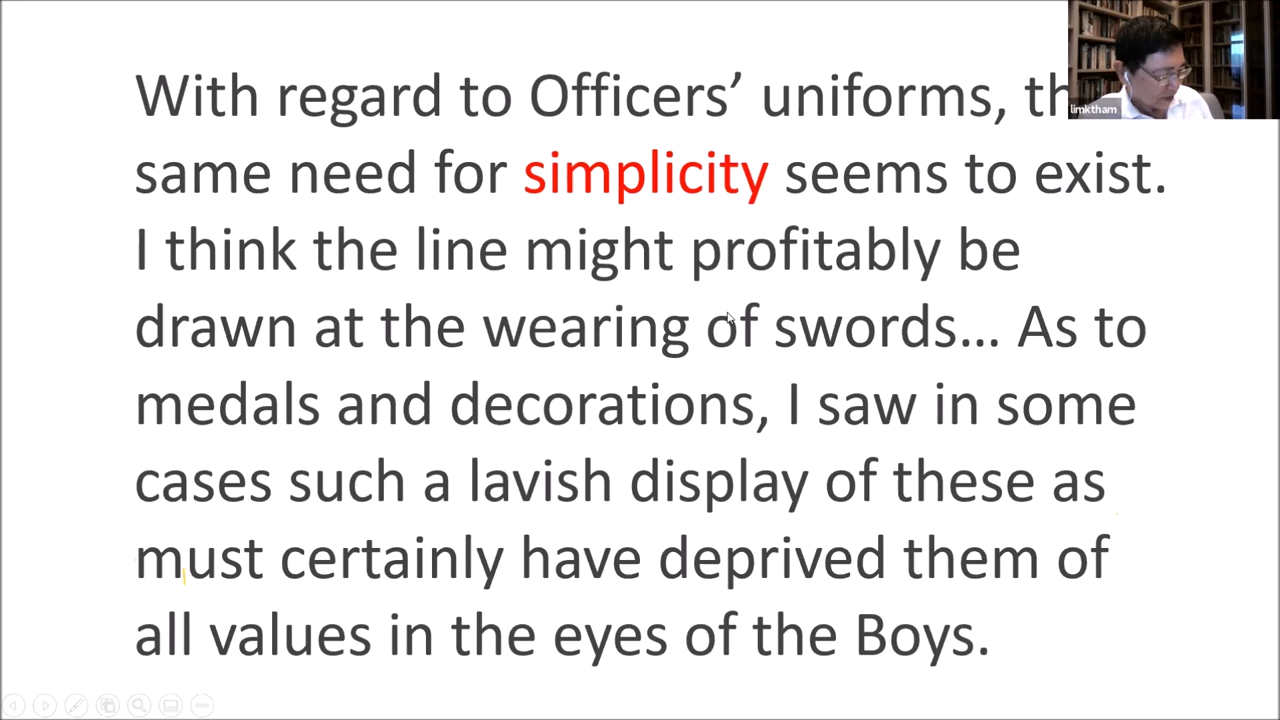 With regard to Officers’ uniforms, th
same need for simplicity seems to exist.
I think the line might profitably be
drawn at the wearing of swords... As to
medals and decorations, I saw in some
cases such a lavish display of these as
must certainly have deprived them of
all values in the eyes of the Boys.
limktham